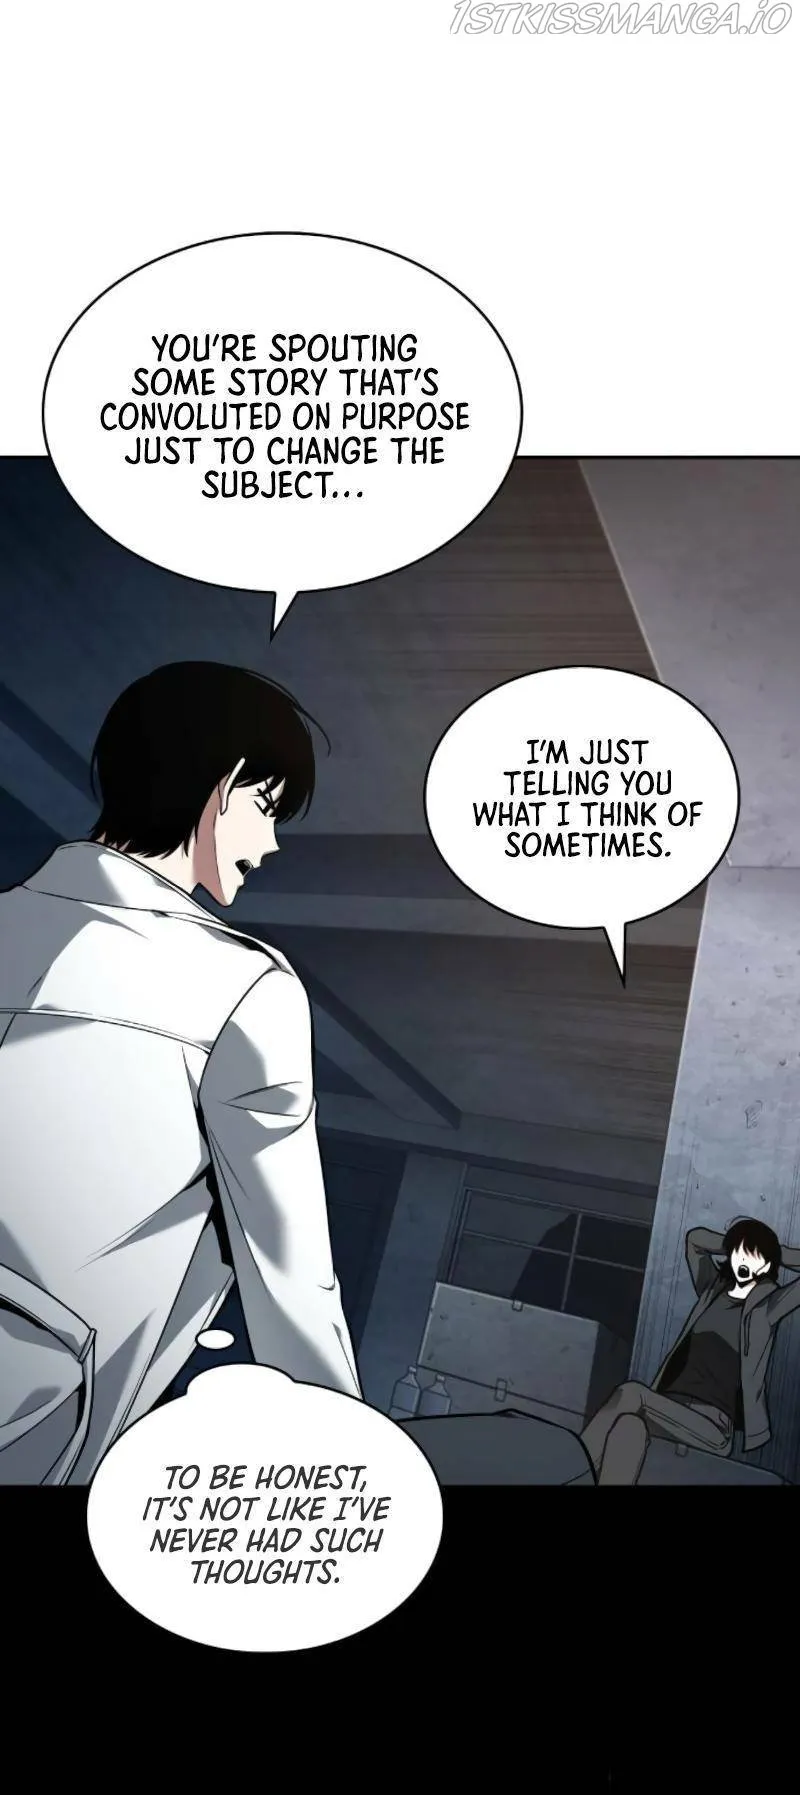 1STKISSMANGA.IO
YOU'RE SPOUTING
SOME STORY THAT'S
CONVOLUTED ON PURPOSE
JUST TO CHANGE THE
SUBJECT...
I'M JUST
TELLING YOU
WHAT I THINK OF
SOMETIMES.
TO BE HONEST,
IT'S NOT LIKE I'VE
NEVER HAD SUCH
THOUGHTS.